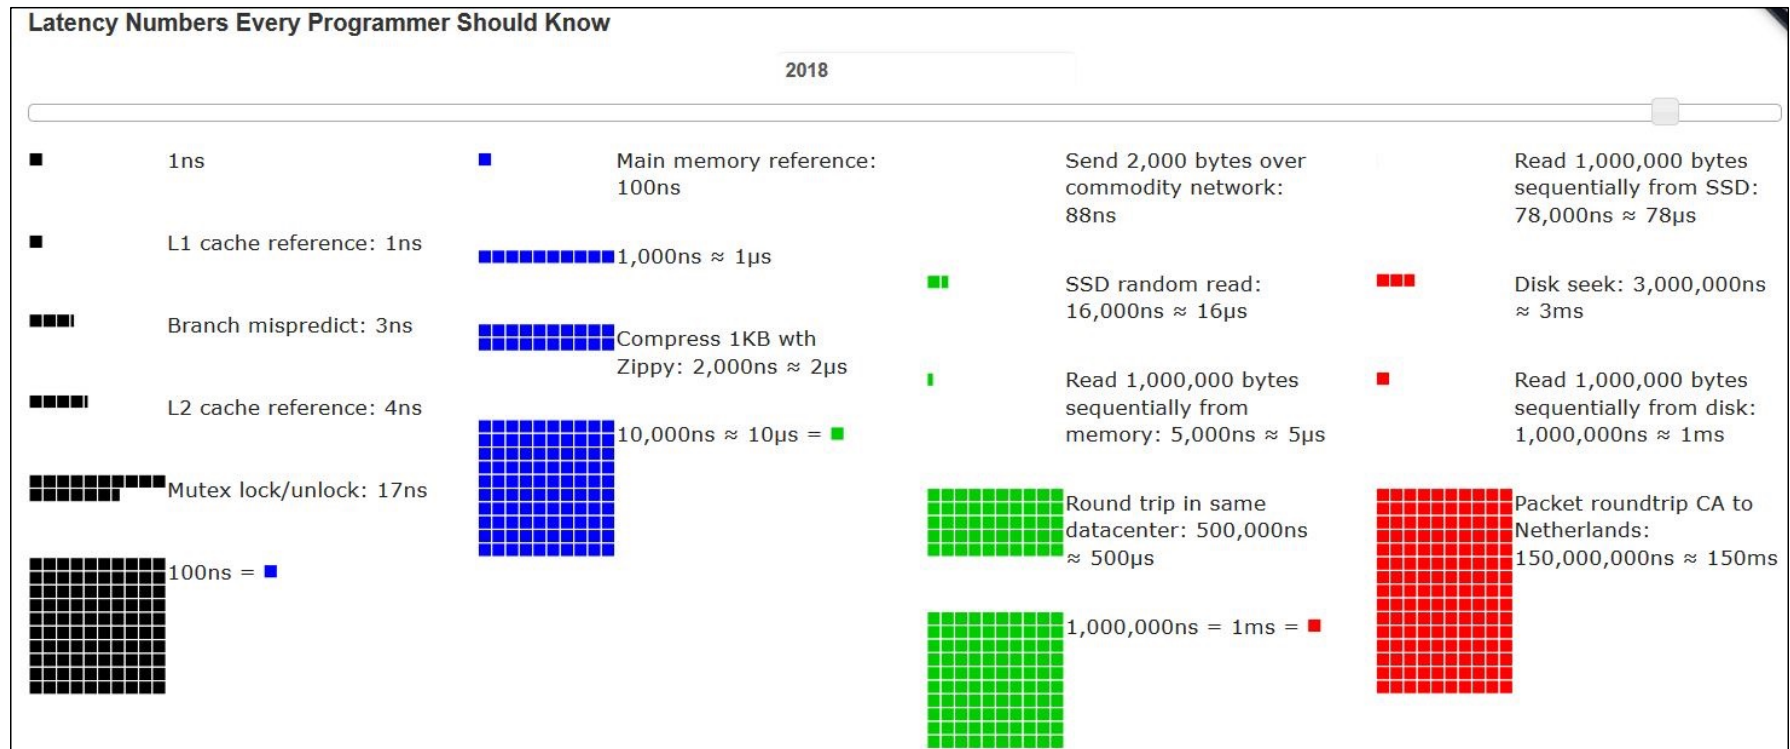 Latency Numbers Every Programmer Should Know
2018
1ns
L1 cache reference: 1ns
Branch mispredict: 3ns
L2 cache reference: 4ns
Mutex lock/unlock: 17ns
100ns =
Main memory reference:
100ns
1,000ns ≈ 1μs
Compress 1KB wth
Zippy: 2,000ns ≈ 2μs
10,000ns ≈ 10μs =
Send 2,000 bytes over
commodity network:
88ns
SSD random read:
16,000ns ≈ 16μs
Read 1,000,000 bytes
sequentially from
memory: 5,000ns ≈ 5μs
Round trip in same
datacenter: 500,000ns
≈ 500μs
1,000,000ns = 1ms =
Read 1,000,000 bytes
sequentially from SSD:
78,000ns ≈ 78μs
Disk seek: 3,000,000ns
≈ 3ms
Read 1,000,000 bytes
sequentially from disk:
1,000,000ns ≈ 1ms
Packet roundtrip CA to
Netherlands:
150,000,000ns ≈ 150ms